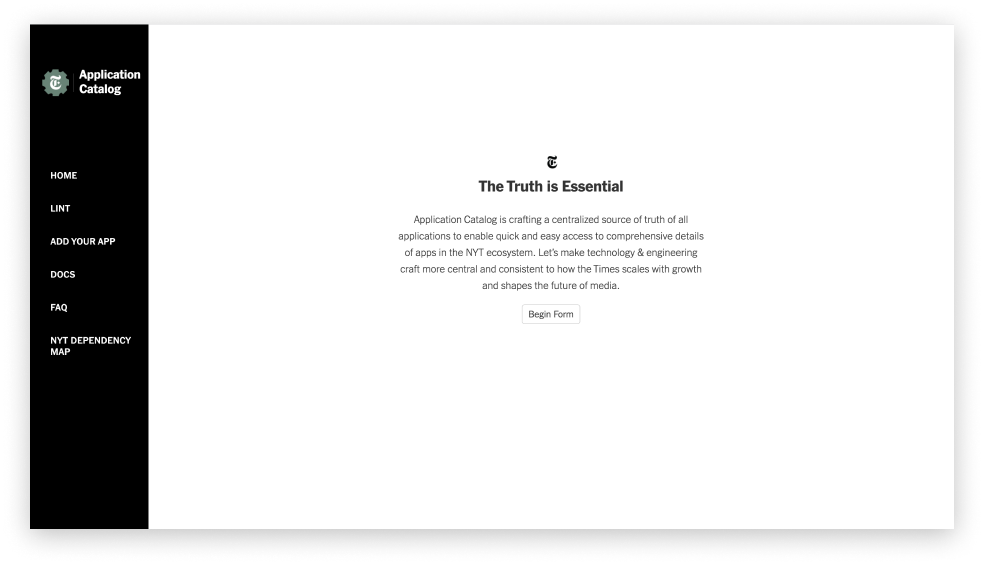 Application
Catalog
HOME
LINT
ADD YOUR APP
DOCS
FAQ
NYT DEPENDENCY
MAP
The Truth is Essential
Application Catalog is crafting a centralized source of truth of all
applications to enable quick and easy access to comprehensive details
of apps in the NYT ecosystem. Let's make technology & engineering
craft more central and consistent to how the Times scales with growth
and shapes the future of media.
Begin Form